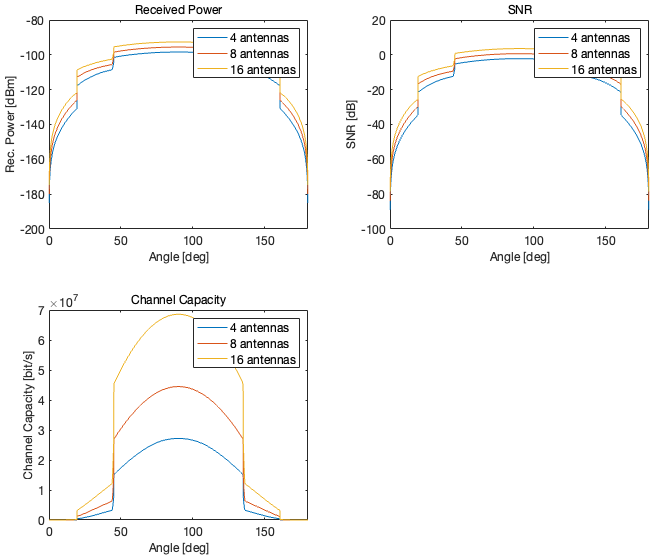 Received Power
-80
-100
-120
-140
-160
-180
-200
0
50
100
150
Rec. Power [dBm]
Angle [deg]
4 antennas
8 antennas
16 antennas
SNR
20
0
-20
-40
-60
-80
-100
0
50
100
150
SNR [dB]
Angle [deg]
4 antennas
8 antennas
16 antennas
Channel Capacity
×10^7
7
6
5
4
3
2
1
0
0
50
100
150
Channel Capacity [bit/s]
Angle [deg]
4 antennas
8 antennas
16 antennas